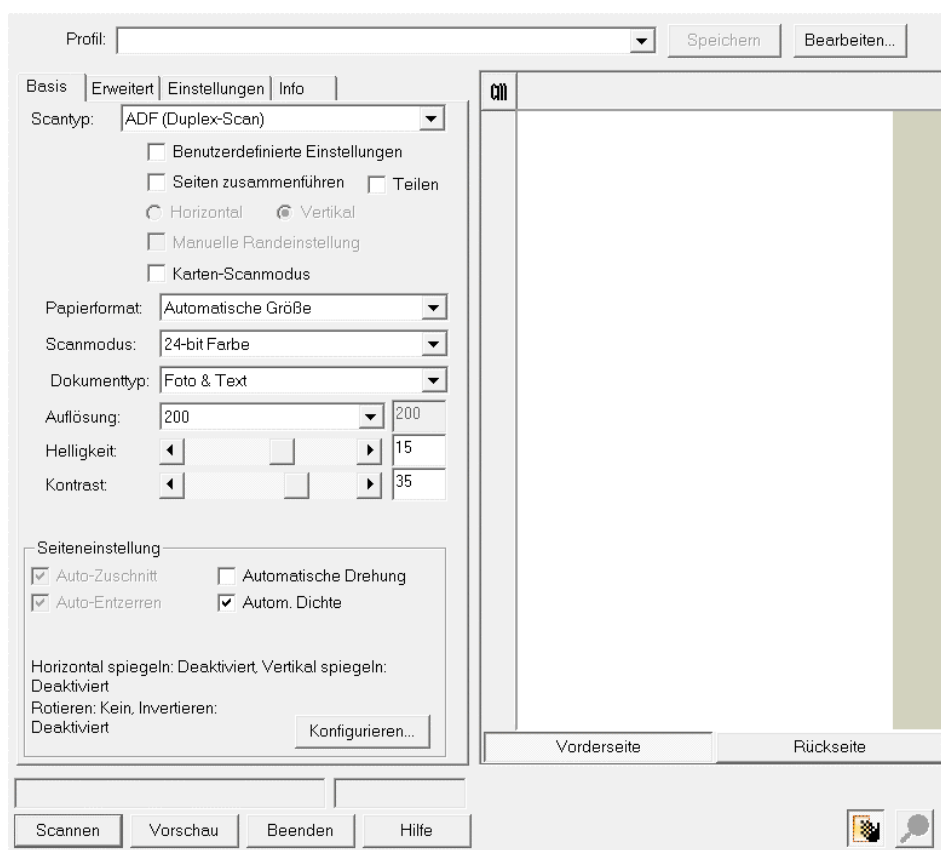 Profil: Speichern Bearbeiten...
Basis Erweitert Einstellungen Info
Scantyp: ADF (Duplex-Scan)
Benutzerdefinierte Einstellungen
Seiten zusammenführen Teilen
Horizontal Vertikal
Manuelle Randeinstellung
Karten-Scanmodus
Papierformat: Automatische Größe
Scanmodus: 24-bit Farbe
Dokumenttyp: Foto & Text
Auflösung: 200 200
Helligkeit: 15
Kontrast: 35
Seiteneinstellung
Auto-Zuschnitt Automatische Drehung
Auto-Entzerren Autom. Dichte
Horizontal spiegeln: Deaktiviert, Vertikal spiegeln:
Deaktiviert
Rotieren: Kein, Invertieren:
Deaktiviert
Konfigurieren...
cm
Vorderseite Rückseite
Scannen Vorschau Beenden Hilfe